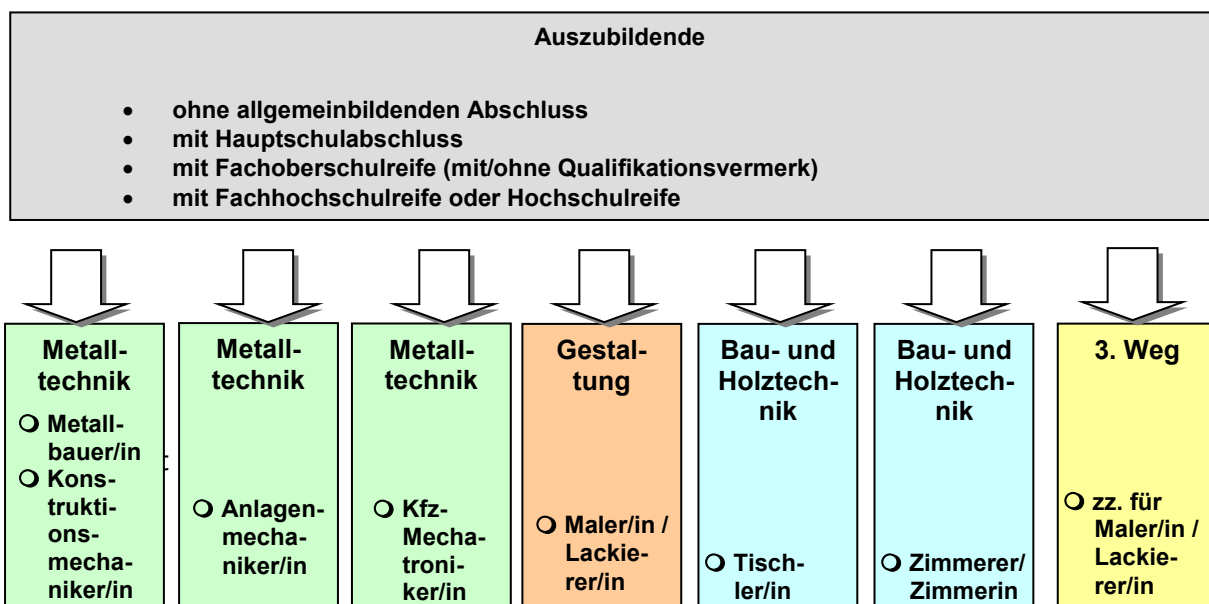 Auszubildende
• ohne allgemeinbildenden Abschluss
• mit Hauptschulabschluss
• mit Fachoberschulreife (mit/ohne Qualifikationsvermerk)
• mit Fachhochschulreife oder Hochschulreife
Metall-
technik
❍ Metall-
bauer/in
❍ Kons-
trukti-
ons-
mecha-
niker/in
Metall-
technik
❍ Anlagen-
mecha-
niker/in
Metall-
technik
❍ Kfz-
Mecha-
troni-
ker/in
Gestal-
tung
❍ Maler/in /
Lackie-
rer/in
Bau- und
Holztech-
nik
❍ Tisch-
ler/in
Bau- und
Holztech-
nik
❍ Zimmerer/
Zimmerin
3. Weg
❍ zz. für
Maler/in /
Lackie-
rer/in